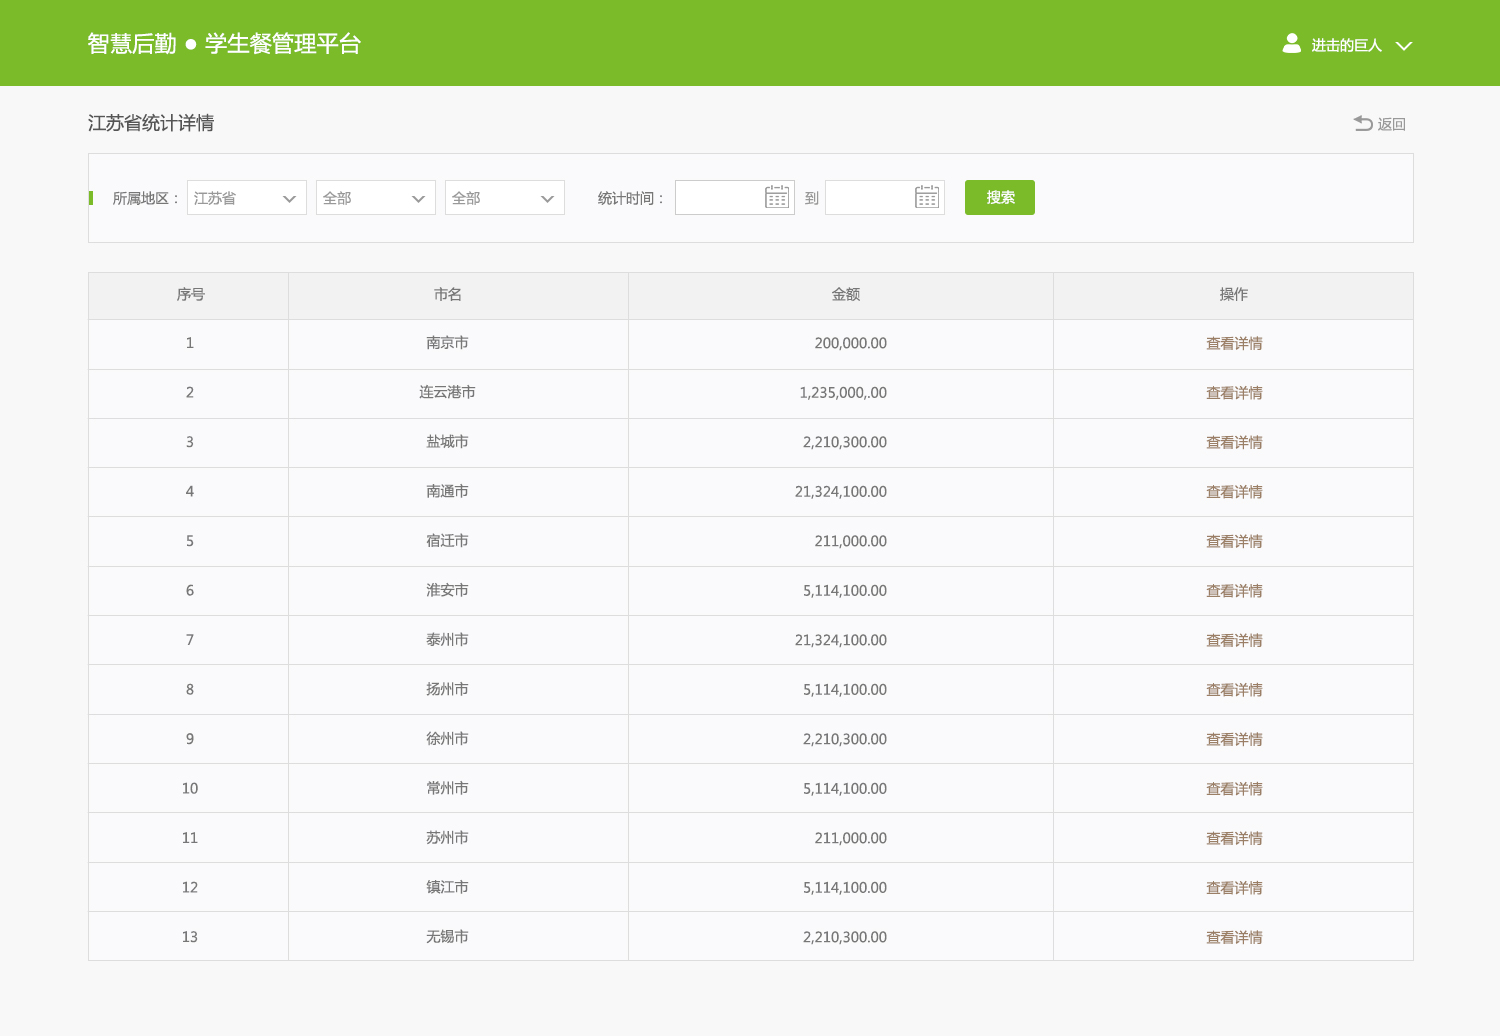 智慧后勤 ● 学生餐管理平台 进击的巨人
江苏省统计详情 返回
所属地区： 江苏省 全部 全部 统计时间： 到 搜索
序号 市名 金额 操作
1 南京市 200,000.00 查看详情
2 连云港市 1,235,000,.00 查看详情
3 盐城市 2,210,300.00 查看详情
4 南通市 21,324,100.00 查看详情
5 宿迁市 211,000.00 查看详情
6 淮安市 5,114,100.00 查看详情
7 泰州市 21,324,100.00 查看详情
8 扬州市 5,114,100.00 查看详情
9 徐州市 2,210,300.00 查看详情
10 常州市 5,114,100.00 查看详情
11 苏州市 211,000.00 查看详情
12 镇江市 5,114,100.00 查看详情
13 无锡市 2,210,300.00 查看详情